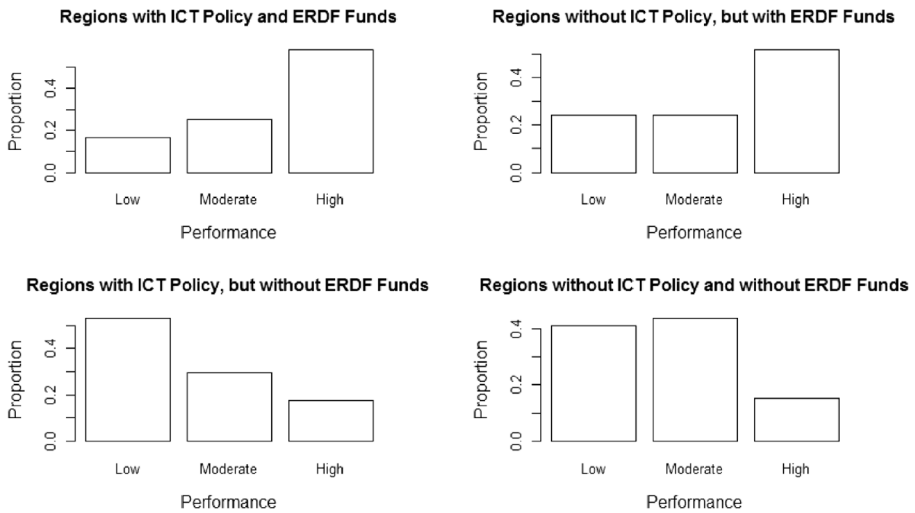 Regions with ICT Policy and ERDF Funds
Proportion
0.4
0.2
0.0
Low Moderate High
Performance
Regions without ICT Policy, but with ERDF Funds
Proportion
0.4
0.2
0.0
Low Moderate High
Performance
Regions with ICT Policy, but without ERDF Funds
Proportion
0.4
0.2
0.0
Low Moderate High
Performance
Regions without ICT Policy and without ERDF Funds
Proportion
0.4
0.2
0.0
Low Moderate High
Performance